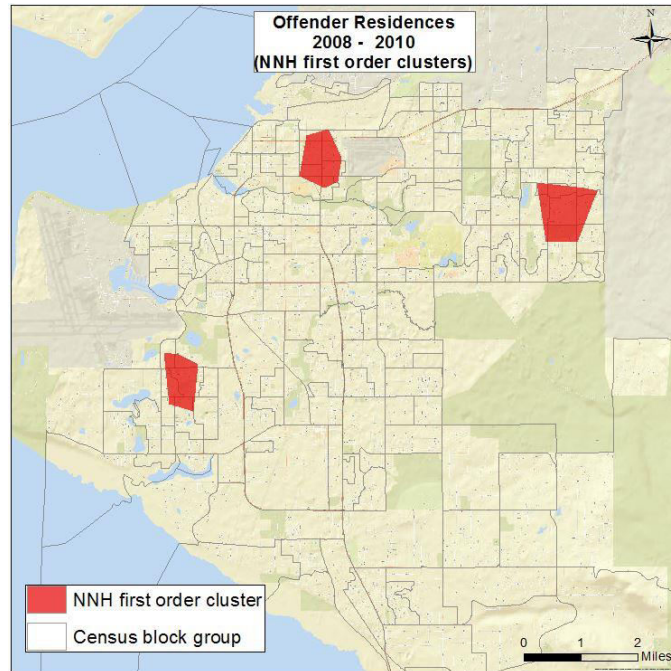 Offender Residences
2008 - 2010
(NNH first order clusters)
N
NNH first order cluster
Census block group
0 1 2
Miles